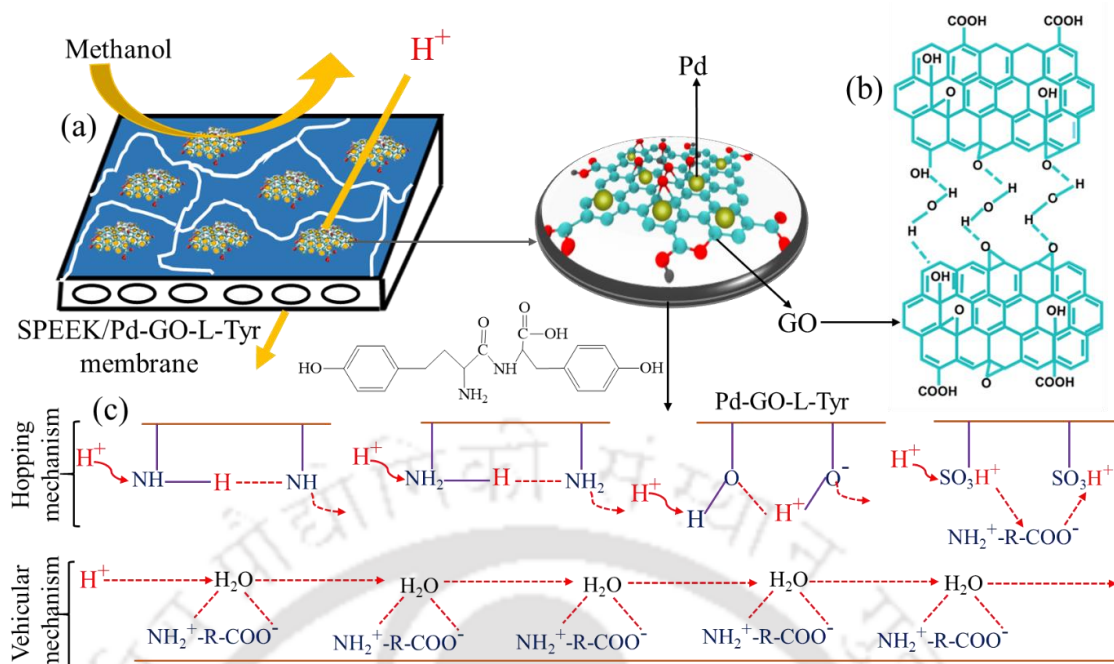 Methanol
H+
(a)
SPEEK/Pd-GO-L-Tyr
membrane
Pd
GO
(b)
COOH COOH
OH
O
OH
O O
OH H H H
O O O
H H H
O O
OH
O
OH
COOH O COOH
HO
O
NH2
O
C-OH
NH
OH
Pd-GO-L-Tyr
(c)
Hopping
mechanism
H+ NH H NH
H+ NH2 H NH2
H+ H O H+ O-
H+ SO3H+ SO3H+
NH2+-R-COO-
Vehicular
mechanism
H+ H2O H2O H2O H2O H2O
NH2+-R-COO- NH2+-R-COO- NH2+-R-COO- NH2+-R-COO- NH2+-R-COO-